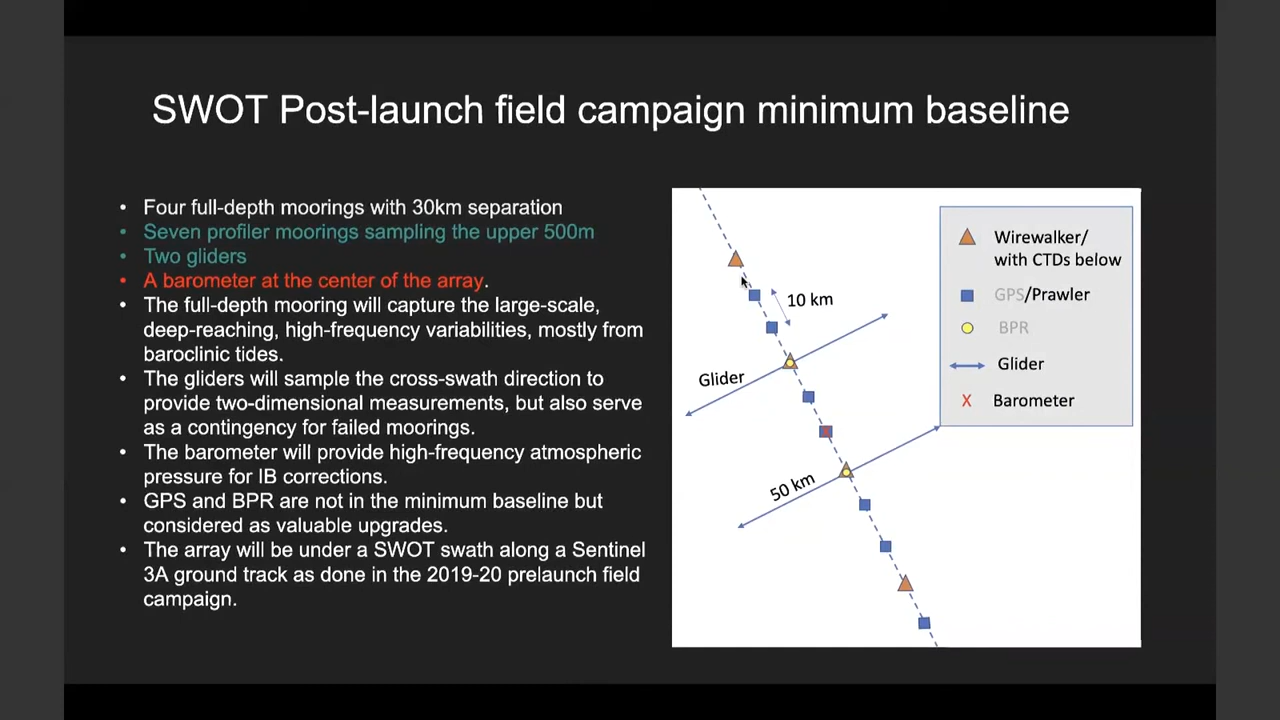 SWOT Post-launch field campaign minimum baseline
• Four full-depth moorings with 30km separation
• Seven profiler moorings sampling the upper 500m
• Two gliders
• A barometer at the center of the array.
• The full-depth mooring will capture the large-scale,
deep-reaching, high-frequency variabilities, mostly from
baroclinic tides.
• The gliders will sample the cross-swath direction to
provide two-dimensional measurements, but also serve
as a contingency for failed moorings.
• The barometer will provide high-frequency atmospheric
pressure for IB corrections.
• GPS and BPR are not in the minimum baseline but
considered as valuable upgrades.
• The array will be under a SWOT swath along a Sentinel
3A ground track as done in the 2019-20 prelaunch field
campaign.
10 km
Glider
50 km
Wirewalker/
with CTDs below
GPS/Prawler
BPR
Glider
X Barometer